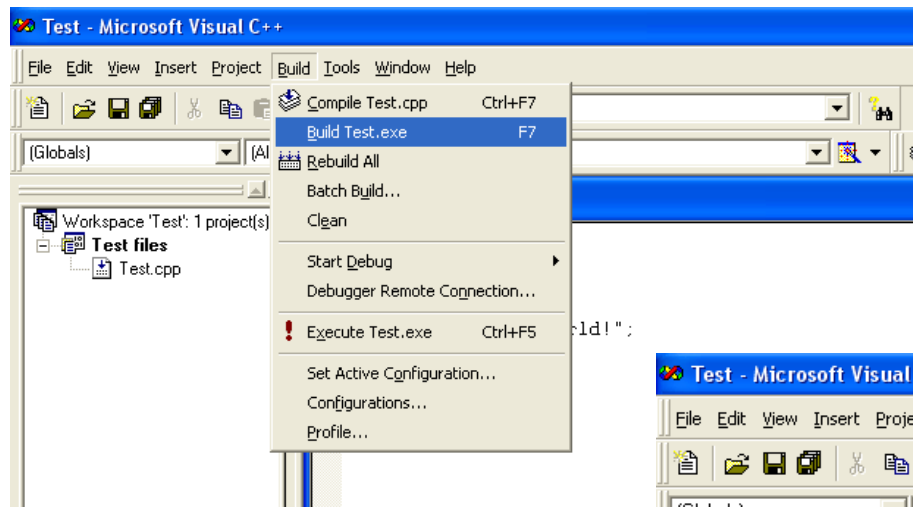 Test - Microsoft Visual C++
File Edit View Insert Project Build Tools Window Help
Compile Test.cpp Ctrl+F7
(Globals)
Build Test.exe F7
Rebuild All
Batch Build...
Clean
Workspace 'Test': 1 project(s)
Test files
Test.cpp
Start Debug
Debugger Remote Connection...
Execute Test.exe Ctrl+F5
rld!";
Set Active Configuration...
Configurations...
Profile...
Test - Microsoft Visual
File Edit View Insert Proje